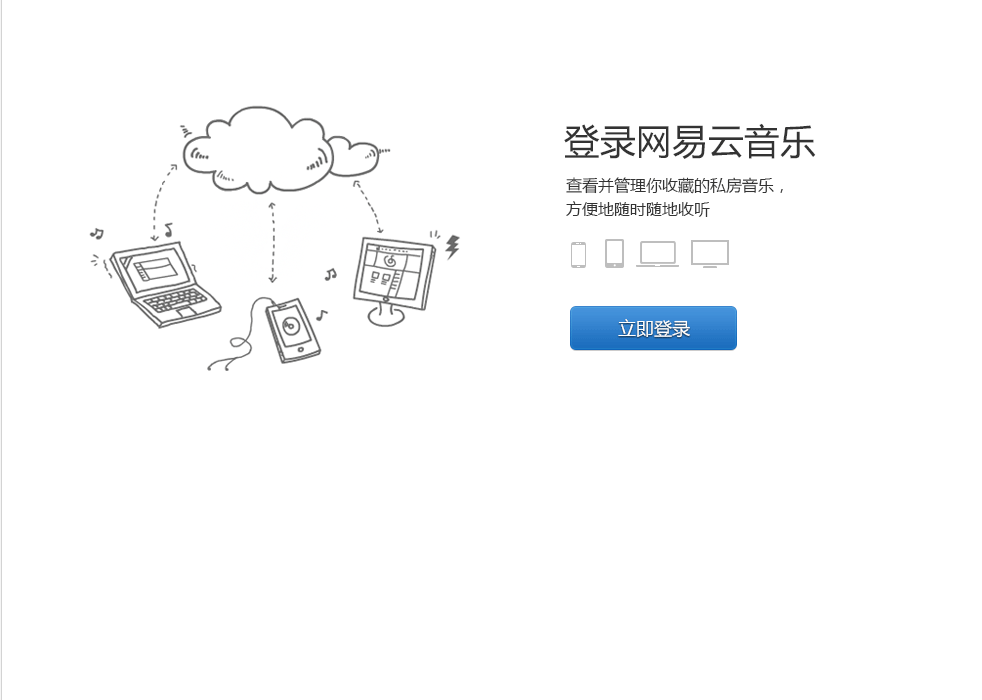 登录网易云音乐
查看并管理你收藏的私房音乐，
方便地随时随地收听
立即登录